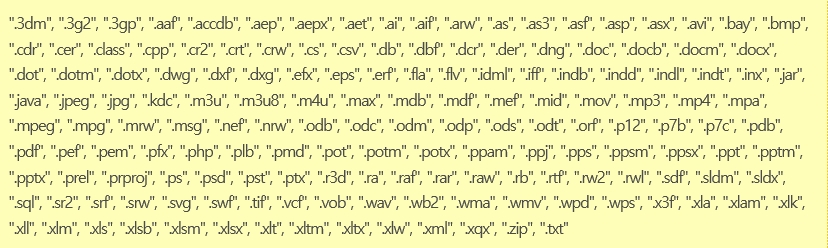 ".3dm", ".3g2", ".3gp", ".aaf", ".accdb", ".aep", ".aepx", ".aet", ".ai", ".aif", ".arw", ".as", ".as3", ".asf", ".asp", ".asx", ".avi", ".bay", ".bmp",
".cdr", ".cer", ".class", ".cpp", ".cr2", ".crt", ".crw", ".cs", ".csv", ".db", ".dbf", ".dcr", ".der", ".dng", ".doc", ".docb", ".docm", ".docx",
".dot", ".dotm", ".dotx", ".dwg", ".dxf", ".dxg", ".efx", ".eps", ".erf", ".fla", ".flv", ".idml", ".iff", ".indb", ".indd", ".indl", ".indt", ".inx", ".jar",
".java", ".jpeg", ".jpg", ".kdc", ".m3u", ".m3u8", ".m4u", ".max", ".mdb", ".mdf", ".mef", ".mid", ".mov", ".mp3", ".mp4", ".mpa",
".mpeg", ".mpg", ".mrw", ".msg", ".nef", ".nrw", ".odb", ".odc", ".odm", ".odp", ".ods", ".odt", ".orf", ".p12", ".p7b", ".p7c", ".pdb",
".pdf", ".pef", ".pem", ".pfx", ".php", ".plb", ".pmd", ".pot", ".potm", ".potx", ".ppam", ".ppj", ".pps", ".ppsm", ".ppsx", ".ppt", ".pptm",
".pptx", ".prel", ".prproj", ".ps", ".psd", ".pst", ".ptx", ".r3d", ".ra", ".raf", ".rar", ".raw", ".rb", ".rtf", ".rw2", ".rwl", ".sdf", ".sldm", ".sldx",
".sql", ".sr2", ".srf", ".srw", ".svg", ".swf", ".tif", ".vcf", ".vob", ".wav", ".wb2", ".wma", ".wmv", ".wpd", ".wps", ".x3f", ".xla", ".xlam", ".xlk",
".xll", ".xlm", ".xls", ".xlsb", ".xlsm", ".xlsx", ".xlt", ".xltm", ".xltx", ".xlw", ".xml", ".xqx", ".zip", ".txt"